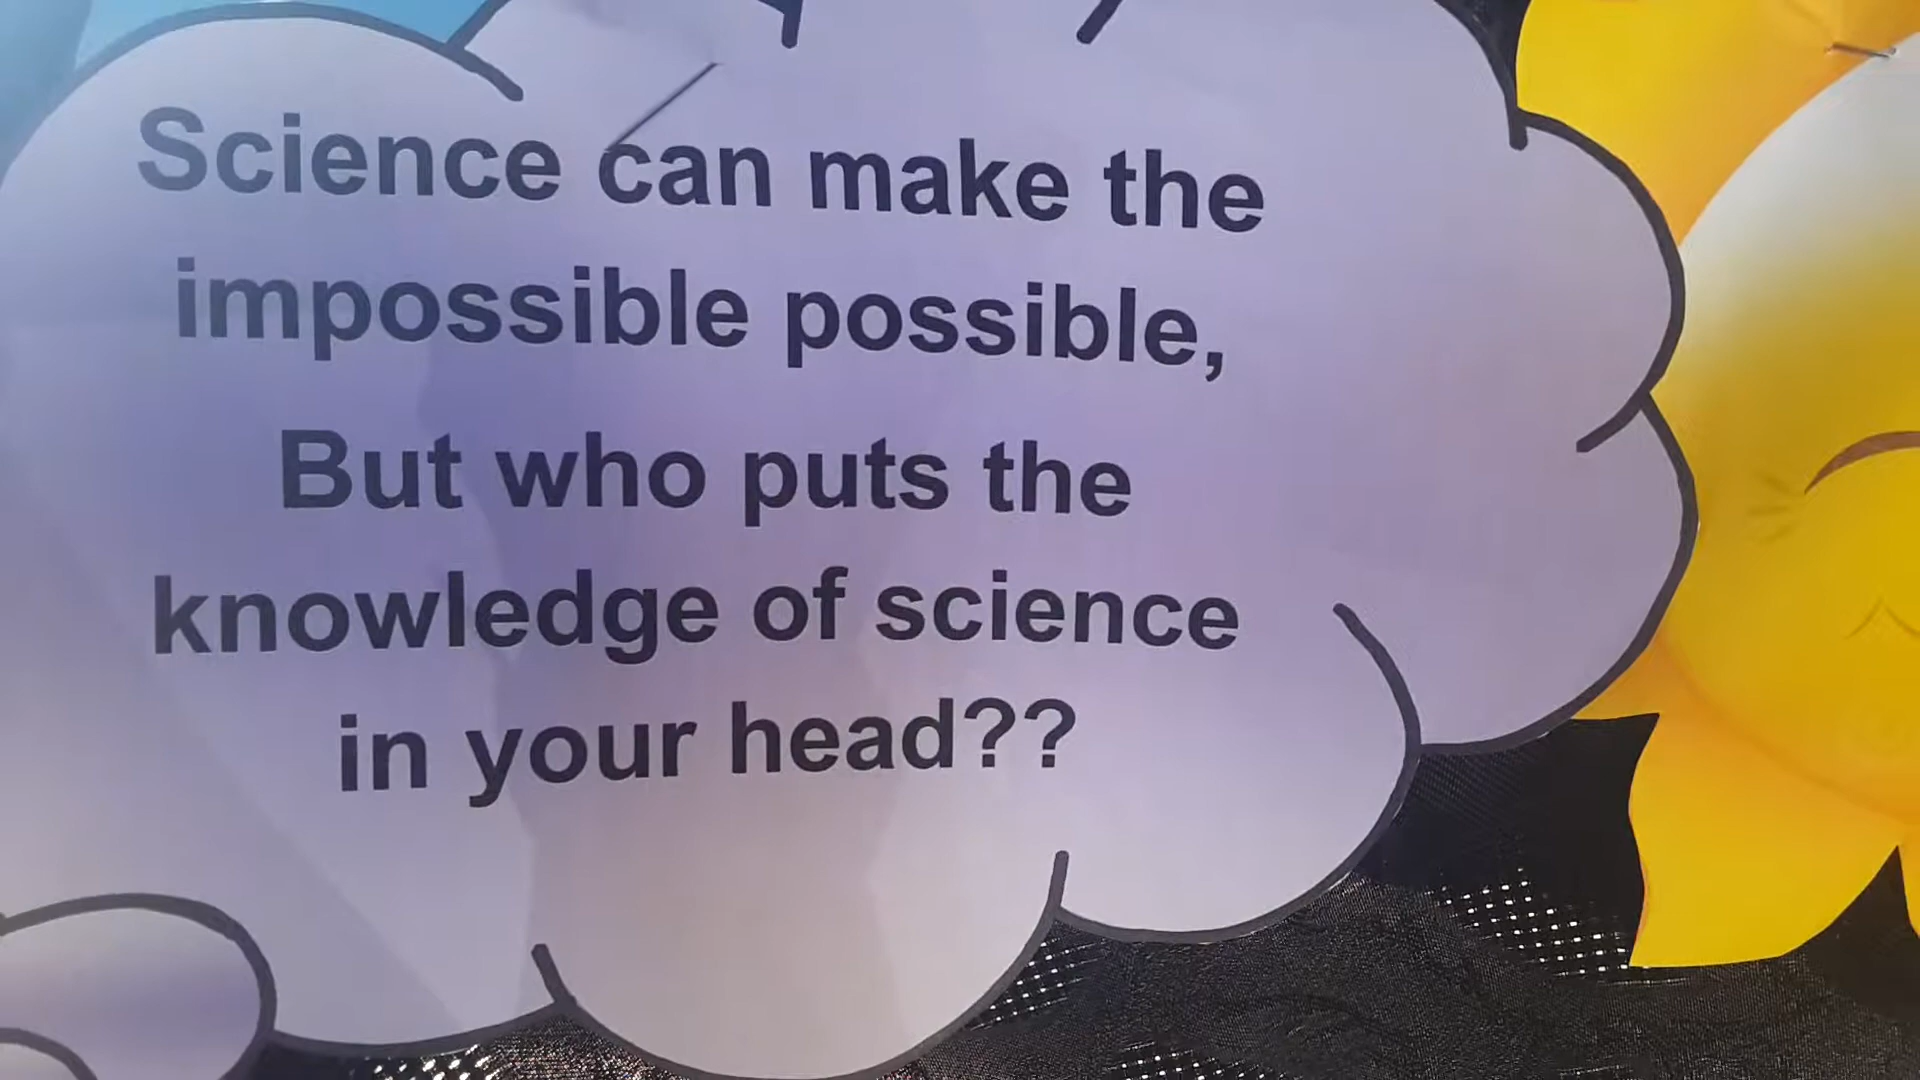 Science can make the
impossible possible,
But who puts the
knowledge of science
in your head??